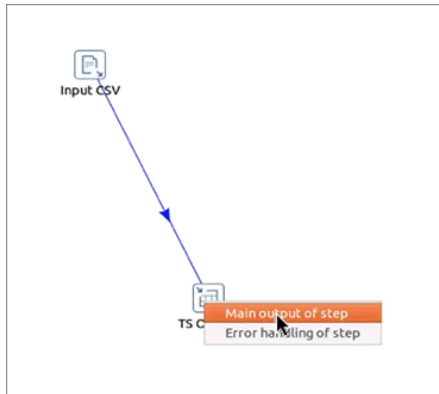 Input CSV
Main output of step
TS
Error handling of step